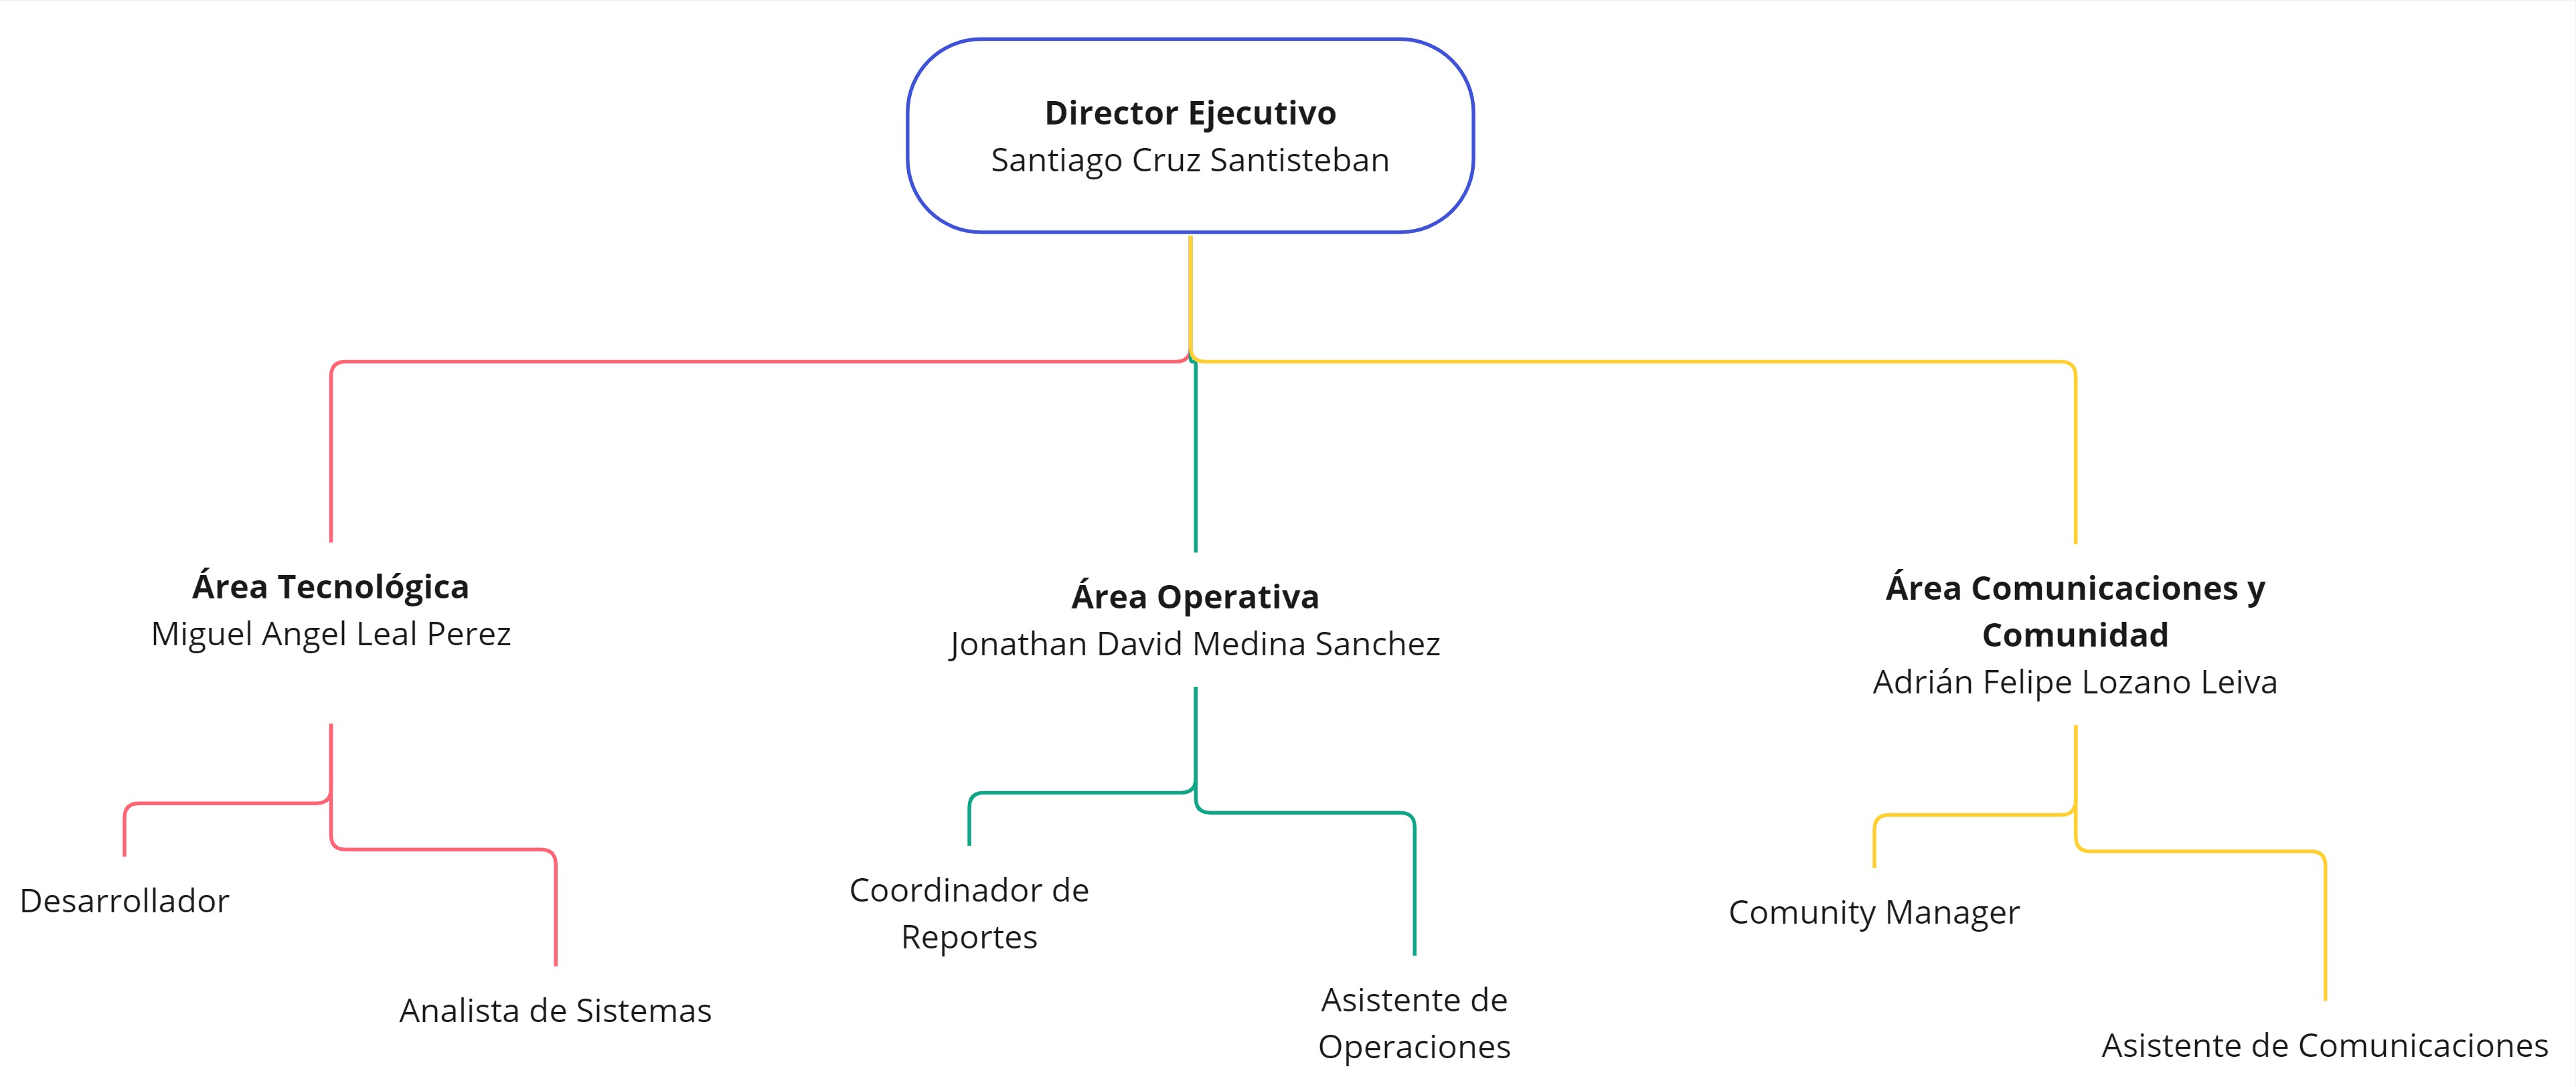 Director Ejecutivo
Santiago Cruz Santisteban
Área Tecnológica
Miguel Angel Leal Perez
Área Operativa
Jonathan David Medina Sanchez
Área Comunicaciones y
Comunidad
Adrián Felipe Lozano Leiva
Desarrollador
Analista de Sistemas
Coordinador de
Reportes
Asistente de
Operaciones
Comunity Manager
Asistente de Comunicaciones